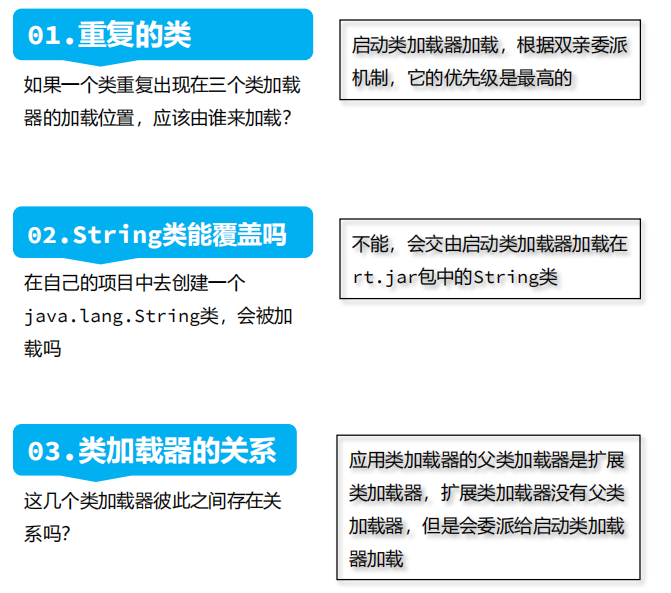 01.重复的类
如果一个类重复出现在三个类加载
器的加载位置，应该由谁来加载？
启动类加载器加载，根据双亲委派
机制，它的优先级是最高的
02.String类能覆盖吗
在自己的项目中去创建一个
java.lang.String类，会被加
载吗
不能，会交由启动类加载器加载在
rt.jar包中的String类
03.类加载器的关系
这几个类加载器彼此之间存在关
系吗？
应用类加载器的父类加载器是扩展
类加载器，扩展类加载器没有父类
加载器，但是会委派给启动类加载
器加载